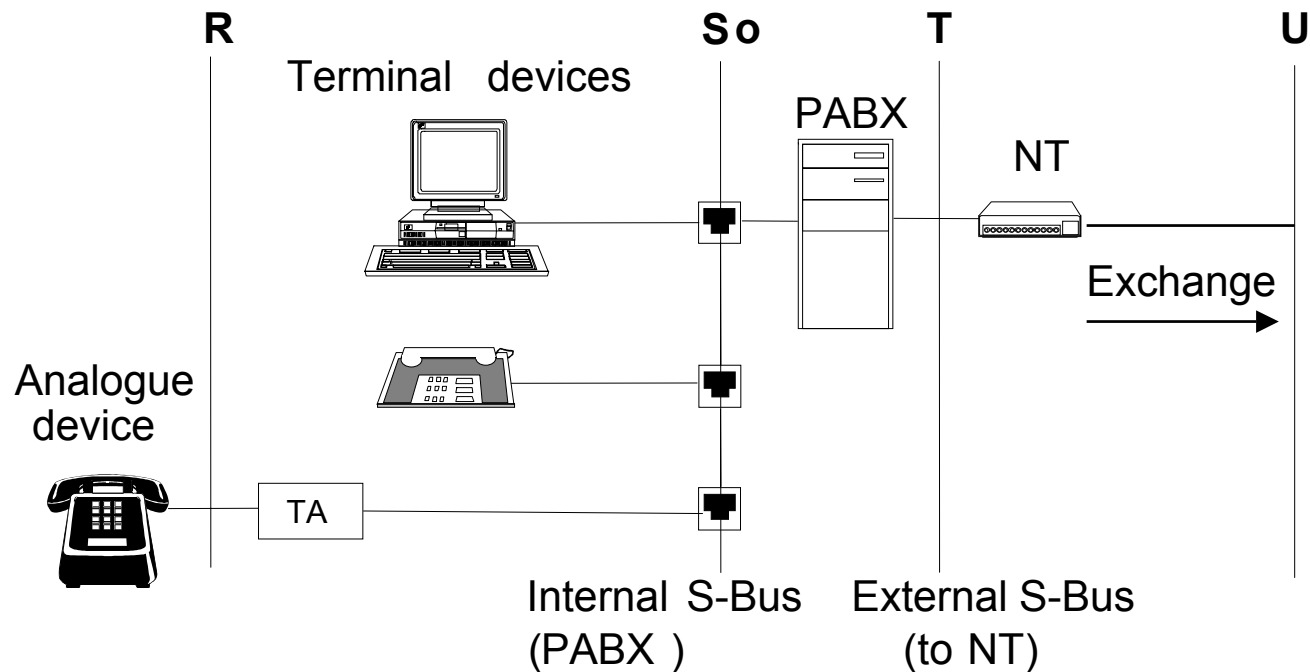 R So T U
Terminal devices
PABX
NT
Exchange
Analogue
device
TA
Internal S-Bus External S-Bus
(PABX ) (to NT)